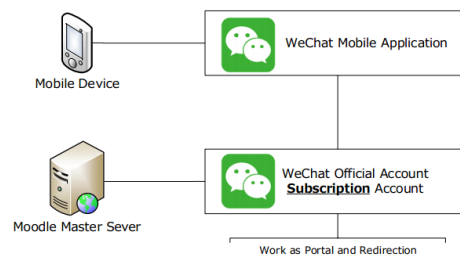 WeChat Mobile Application
Mobile Device
WeChat Official Account
Subscription Account
Moodle Master Sever
Work as Portal and Redirection